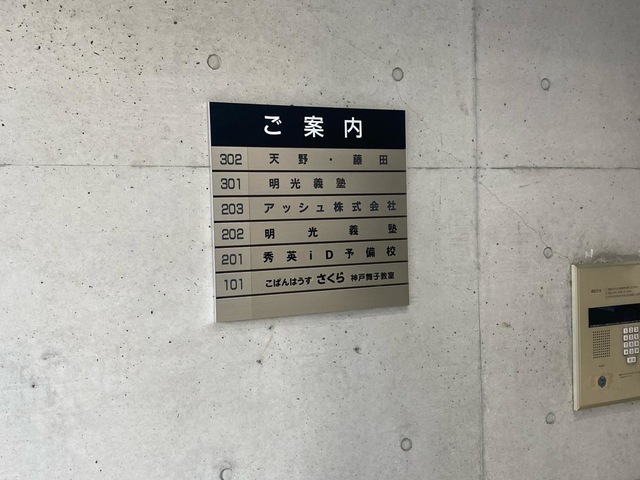 ご案内
302 天野・藤田
301 明光義塾
203 アッシュ株式会社
202 明光義塾
201 秀英iD予備校
101 こぱんはうすさくら 神戸舞子教室